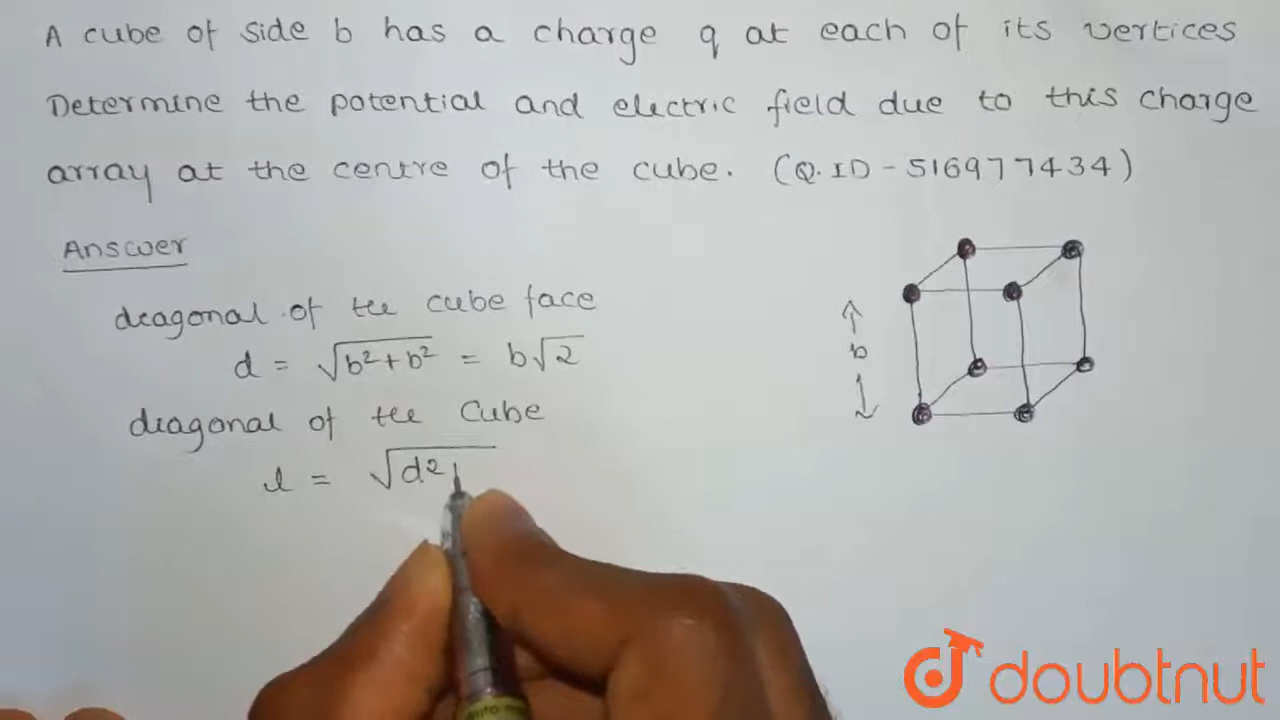 A cube of side b has a charge q at each of its vertices
Determine the potential and electric field due to this charge
array at the centre of the cube. (Q.ID - 516977434)
Answer
diagonal of the cube face
d = √b²+b² = b√2
diagonal of the cube
l = √d²
b
doubtnut